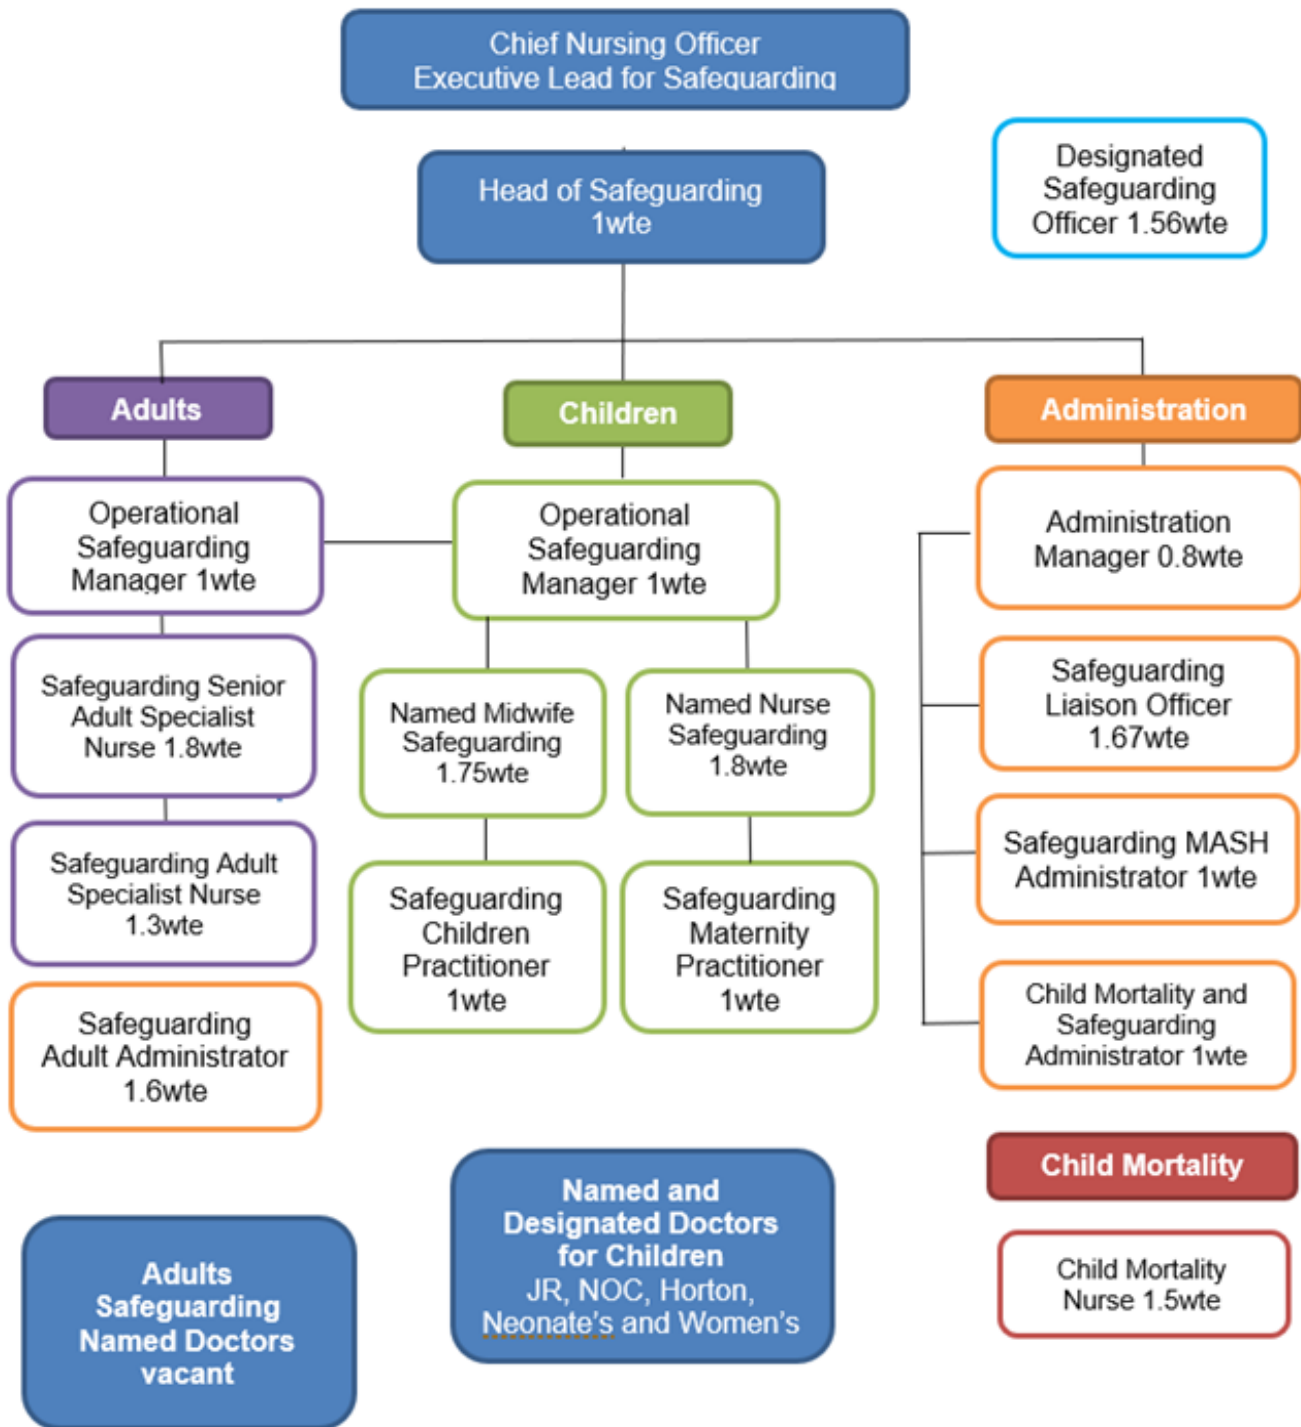 Chief Nursing Officer
Executive Lead for Safeguarding
Head of Safeguarding
1wte
Designated
Safeguarding
Officer 1.56wte
Adults
Children
Administration
Operational
Safeguarding
Manager 1wte
Operational
Safeguarding
Manager 1wte
Administration
Manager 0.8wte
Safeguarding Senior
Adult Specialist
Nurse 1.8wte
Named Midwife
Safeguarding
1.75wte
Named Nurse
Safeguarding
1.8wte
Safeguarding
Liaison Officer
1.67wte
Safeguarding Adult
Specialist Nurse
1.3wte
Safeguarding
Children
Practitioner
1wte
Safeguarding
Maternity
Practitioner
1wte
Safeguarding MASH
Administrator 1wte
Safeguarding
Adult Administrator
1.6wte
Child Mortality and
Safeguarding
Administrator 1wte
Adults
Safeguarding
Named Doctors
vacant
Named and
Designated Doctors
for Children
JR, NOC, Horton,
Neonate's and Women's
Child Mortality
Child Mortality
Nurse 1.5wte